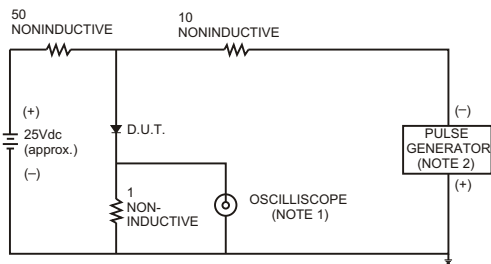 50
NONINDUCTIVE
10
NONINDUCTIVE
(+)
25Vdc
(approx.)
(–)
D.U.T.
1
NON-
INDUCTIVE
OSCILLISCOPE
(NOTE 1)
(–)
PULSE
GENERATOR
(NOTE 2)
(+)